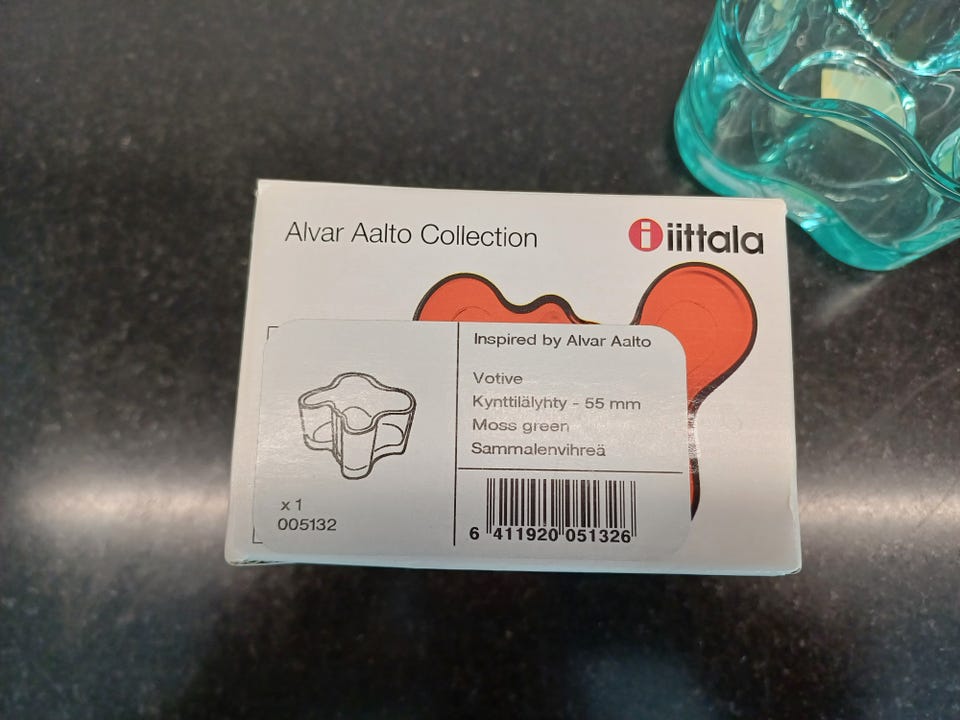 Alvar Aalto Collection
i iittala
Inspired by Alvar Aalto
Votive
Kynttilälyhty - 55 mm
Moss green
Sammalenvihreä
x 1
005132
6 411920 051326